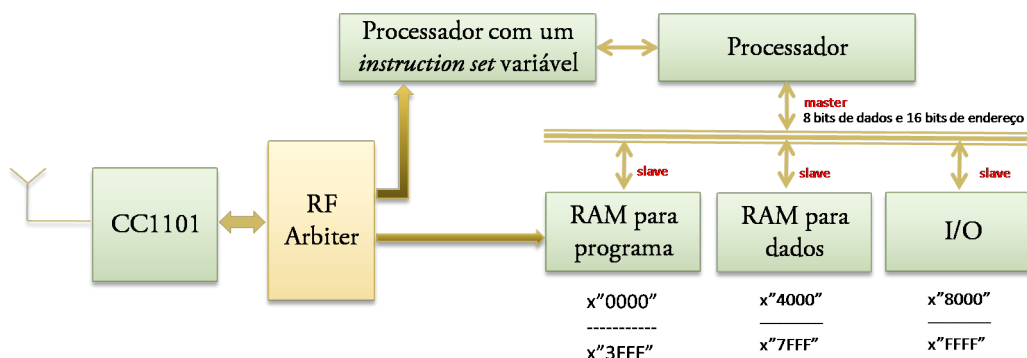 Processador com um
instruction set variável
Processador
master
8 bits de dados e 16 bits de endereço
slave
slave
slave
CC1101
RF
Arbiter
RAM para
programa
RAM para
dados
I/O
x"0000"
-----------
x"3FFF"
x"4000"
x"7FFF"
x"8000"
x"FFFF"